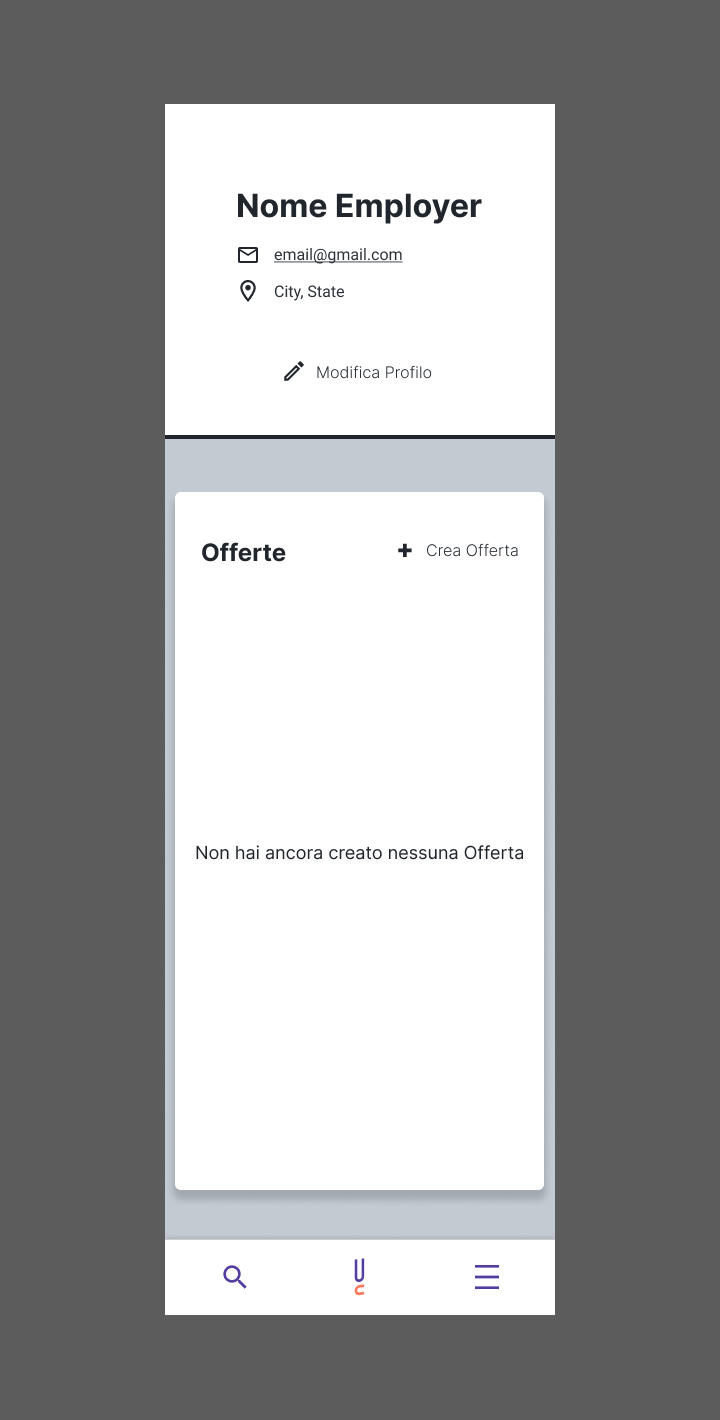 Nome Employer
email@gmail.com
City, State
Modifica Profilo
Offerte
Crea Offerta
Non hai ancora creato nessuna Offerta